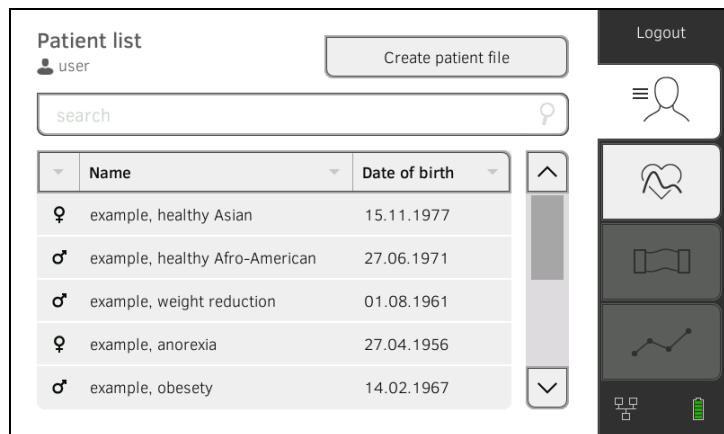 Patient list
user
Create patient file
Logout
search
Name Date of birth
example, healthy Asian 15.11.1977
example, healthy Afro-American 27.06.1971
example, weight reduction 01.08.1961
example, anorexia 27.04.1956
example, obesety 14.02.1967